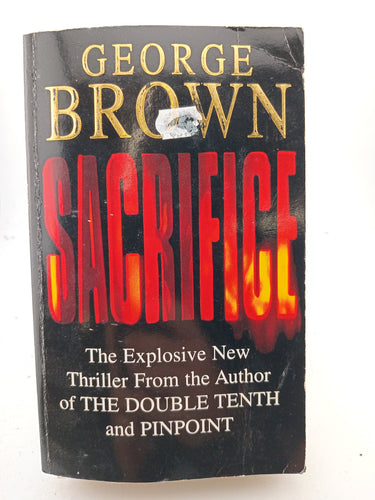 GEORGE
BROWN
SACRIFICE
The Explosive New
Thriller From the Author
of THE DOUBLE TENTH
and PINPOINT